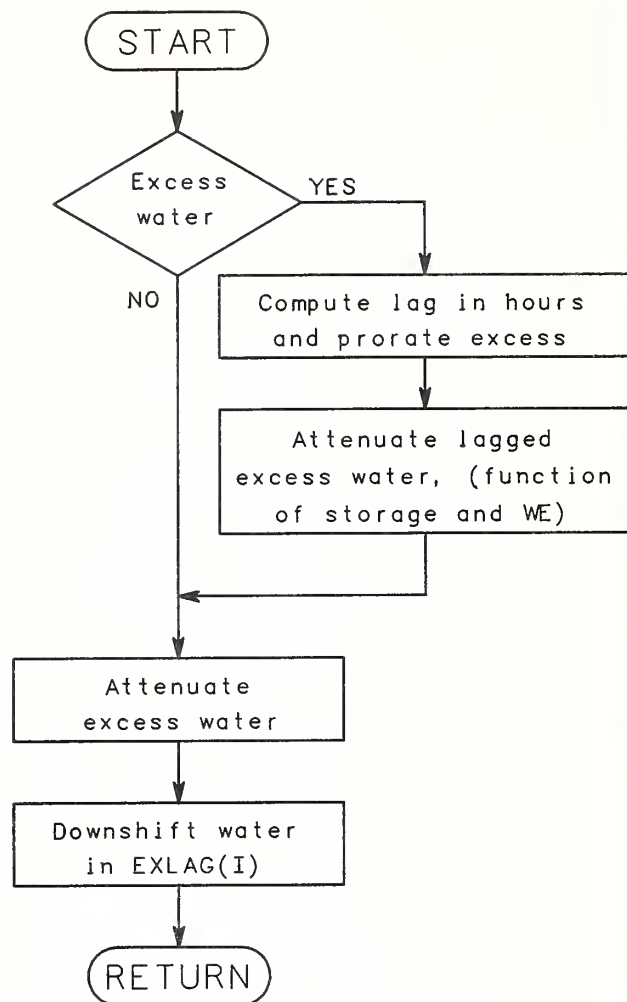 START
Excess
water
YES
NO
Compute lag in hours
and prorate excess
Attenuate lagged
excess water, (function
of storage and WE)
Attenuate
excess water
Downshift water
in EXLAG(I)
RETURN